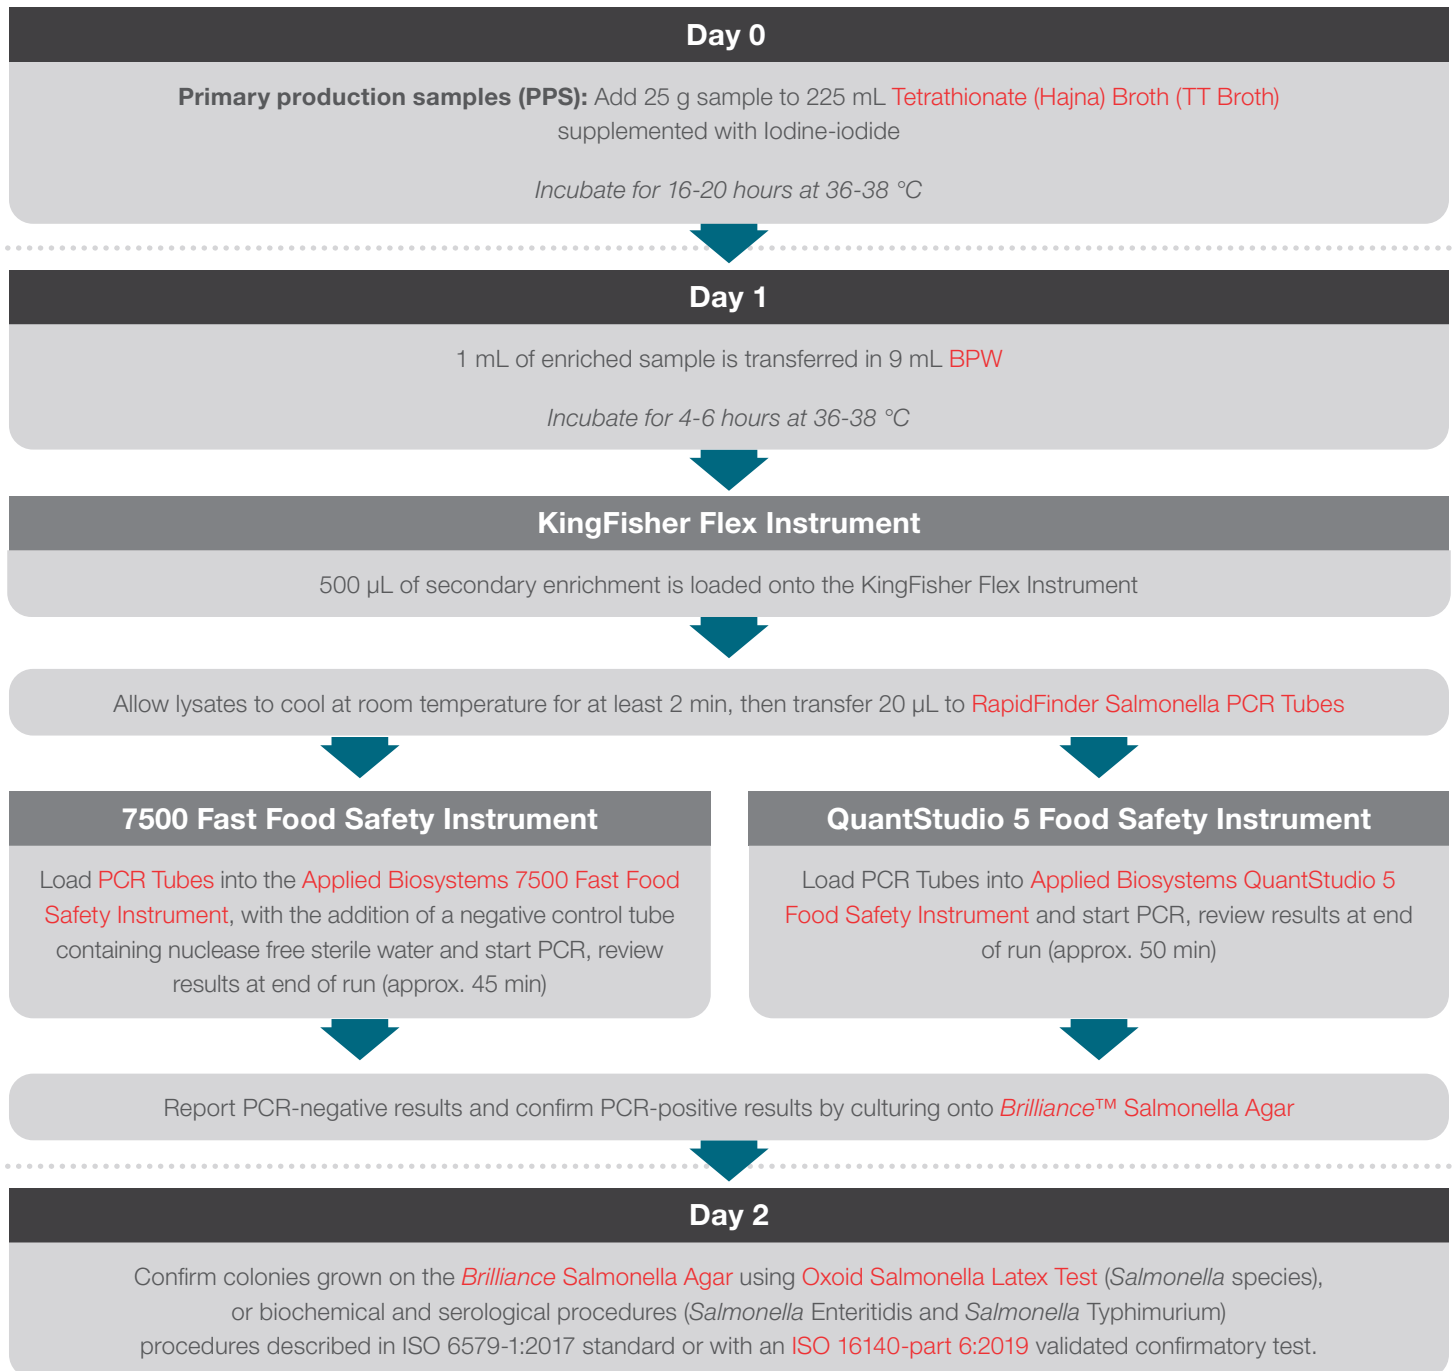 Day 0
Primary production samples (PPS): Add 25 g sample to 225 mL Tetrathionate (Hajna) Broth (TT Broth)
supplemented with Iodine-iodide
Incubate for 16-20 hours at 36-38 °C
Day 1
1 mL of enriched sample is transferred in 9 mL BPW
Incubate for 4-6 hours at 36-38 °C
KingFisher Flex Instrument
500 µL of secondary enrichment is loaded onto the KingFisher Flex Instrument
Allow lysates to cool at room temperature for at least 2 min, then transfer 20 µL to RapidFinder Salmonella PCR Tubes
7500 Fast Food Safety Instrument
Load PCR Tubes into the Applied Biosystems 7500 Fast Food
Safety Instrument, with the addition of a negative control tube
containing nuclease free sterile water and start PCR, review
results at end of run (approx. 45 min)
QuantStudio 5 Food Safety Instrument
Load PCR Tubes into Applied Biosystems QuantStudio 5
Food Safety Instrument and start PCR, review results at end
of run (approx. 50 min)
Report PCR-negative results and confirm PCR-positive results by culturing onto Brilliance™ Salmonella Agar
Day 2
Confirm colonies grown on the Brilliance Salmonella Agar using Oxoid Salmonella Latex Test (Salmonella species),
or biochemical and serological procedures (Salmonella Enteritidis and Salmonella Typhimurium)
procedures described in ISO 6579-1:2017 standard or with an ISO 16140-part 6:2019 validated confirmatory test.